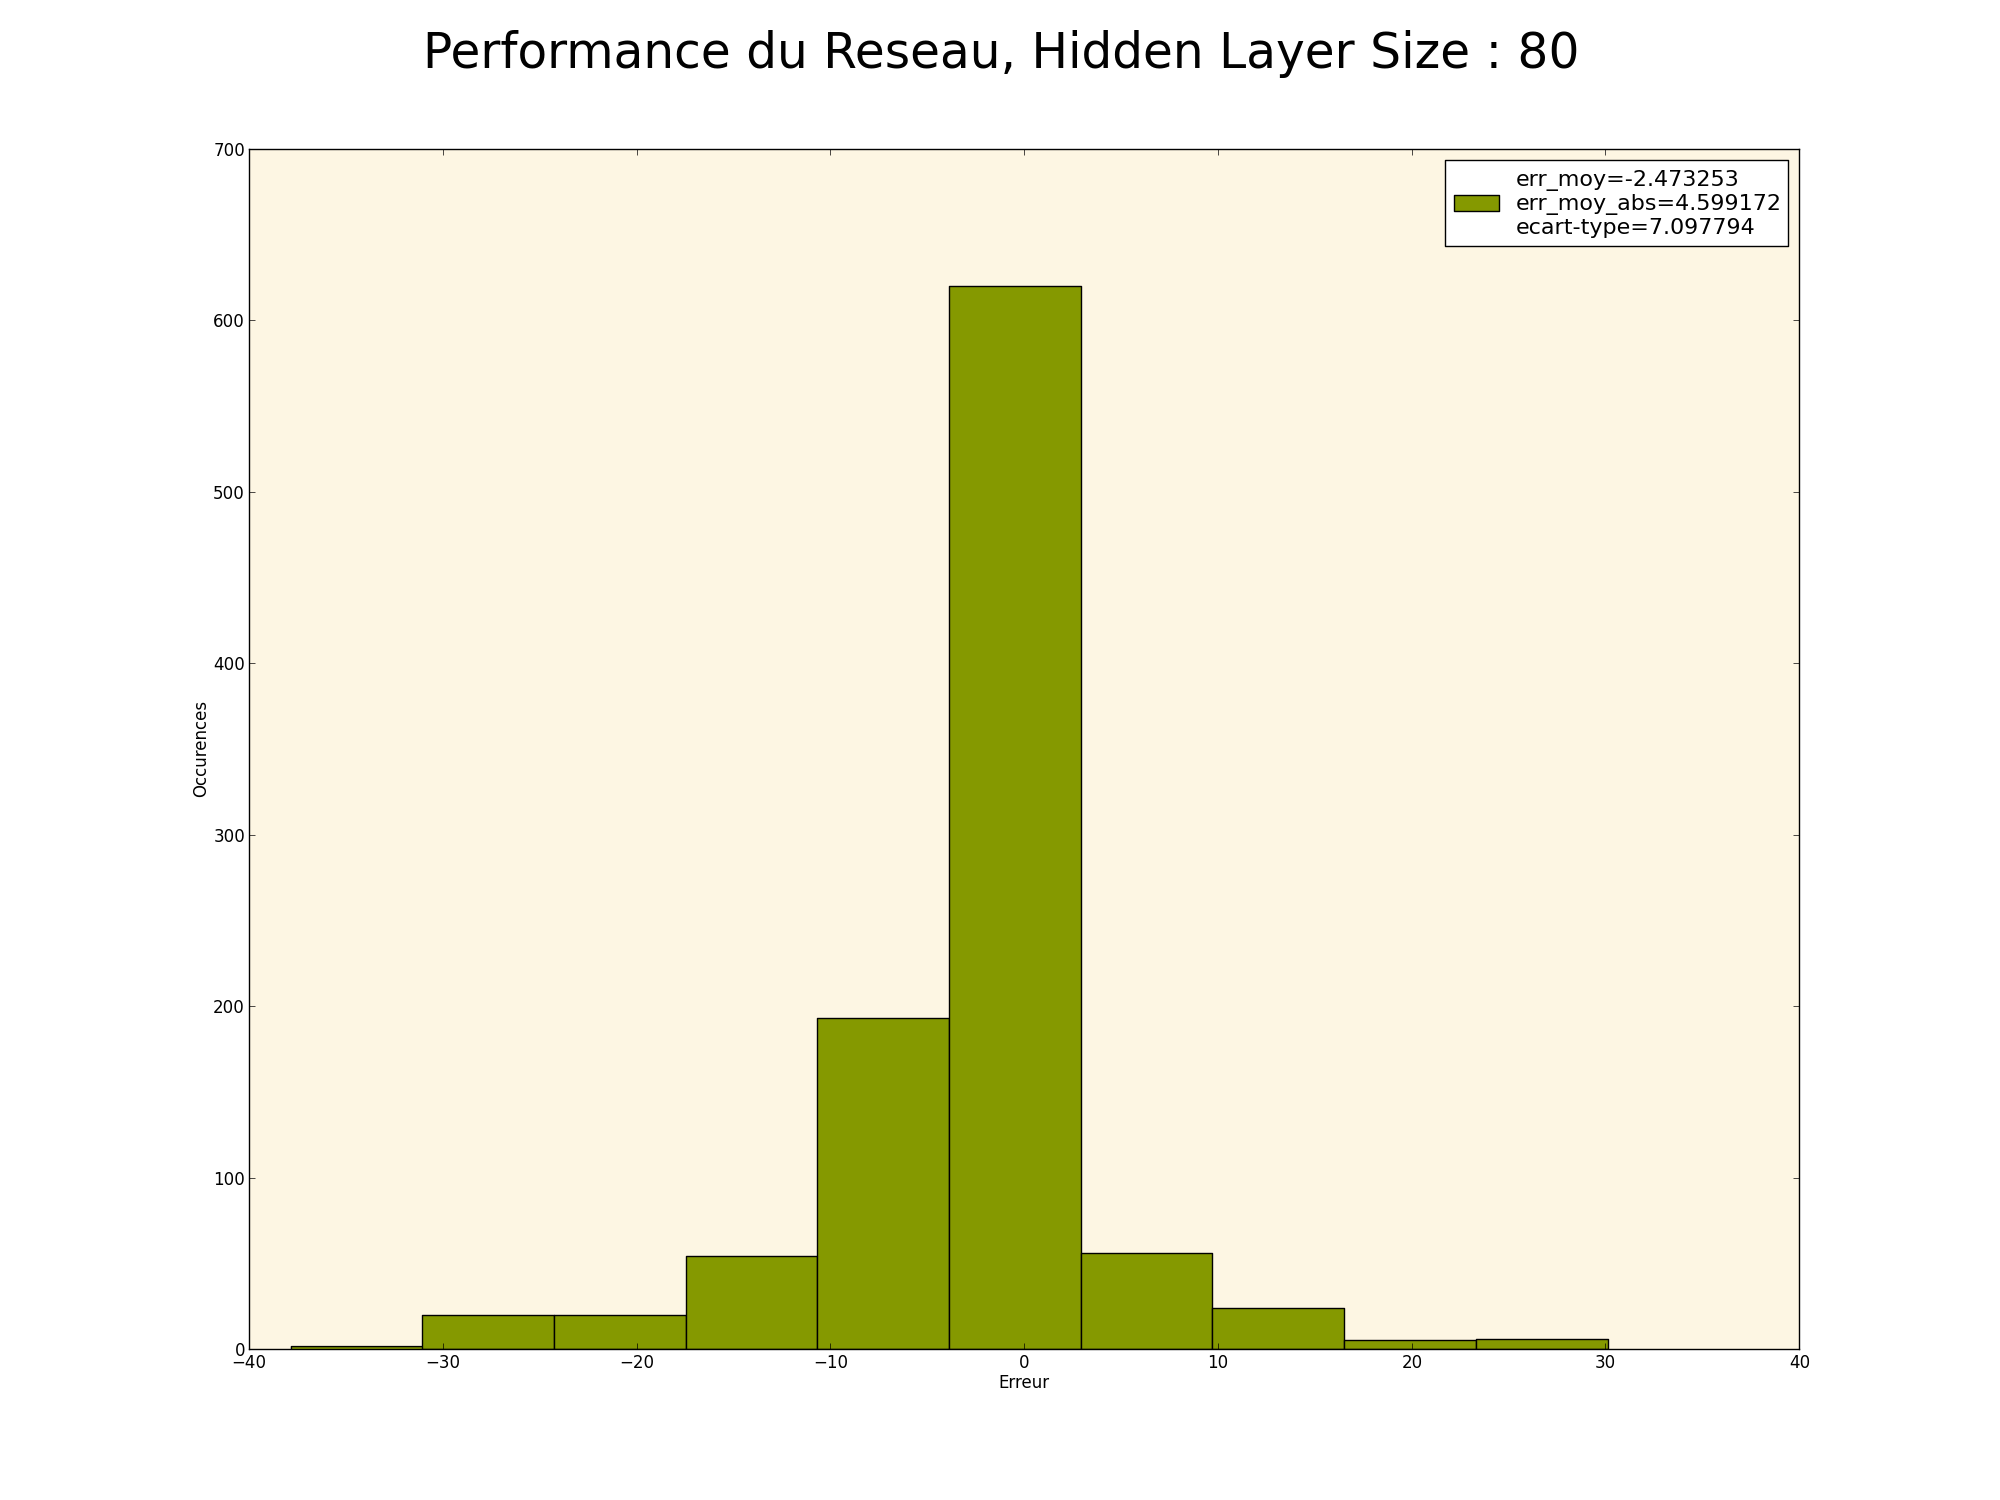 Performance du Reseau, Hidden Layer Size : 80
err_moy=-2.473253
err_moy_abs=4.599172
ecart-type=7.097794
700
600
500
400
300
200
100
0
Occurences
−40
−30
−20
−10
0
10
20
30
40
Erreur